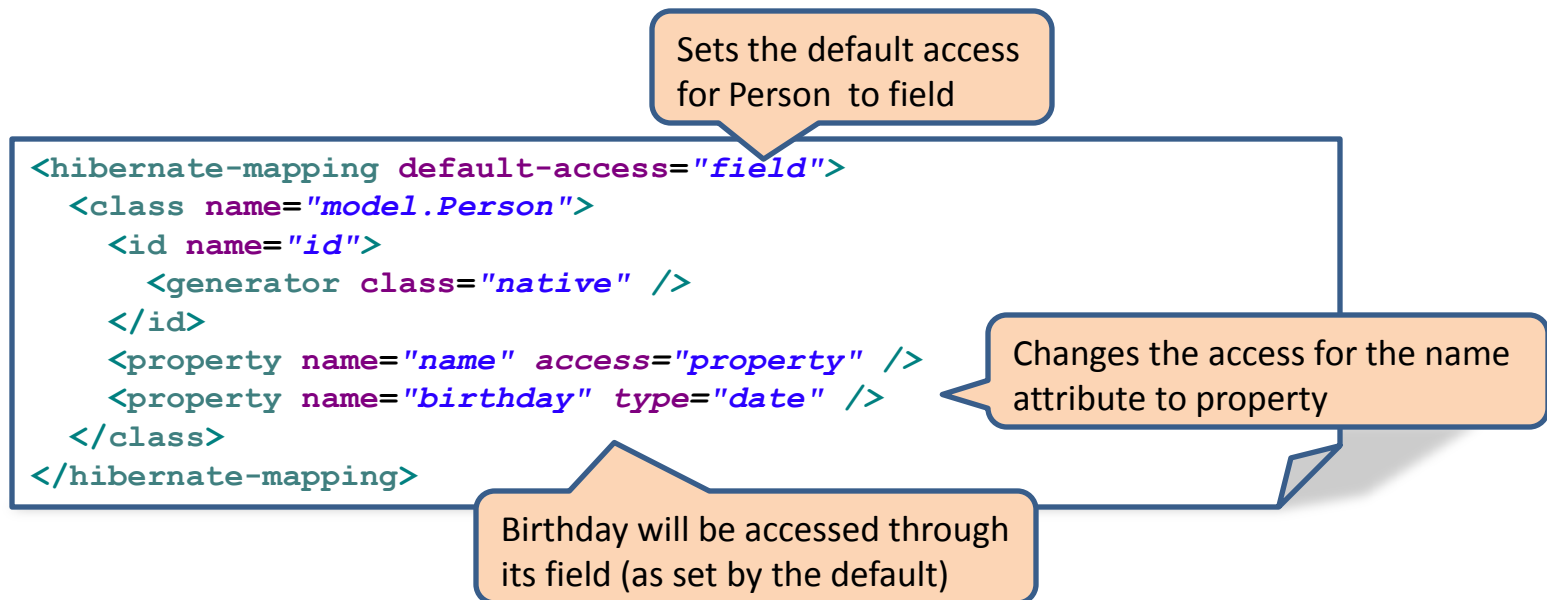 Sets the default access
for Person to field
<hibernate-mapping default-access="field">
  <class name="model.Person">
    <id name="id">
      <generator class="native" />
    </id>
    <property name="name" access="property" />
    <property name="birthday" type="date" />
  </class>
</hibernate-mapping>
Changes the access for the name
attribute to property
Birthday will be accessed through
its field (as set by the default)